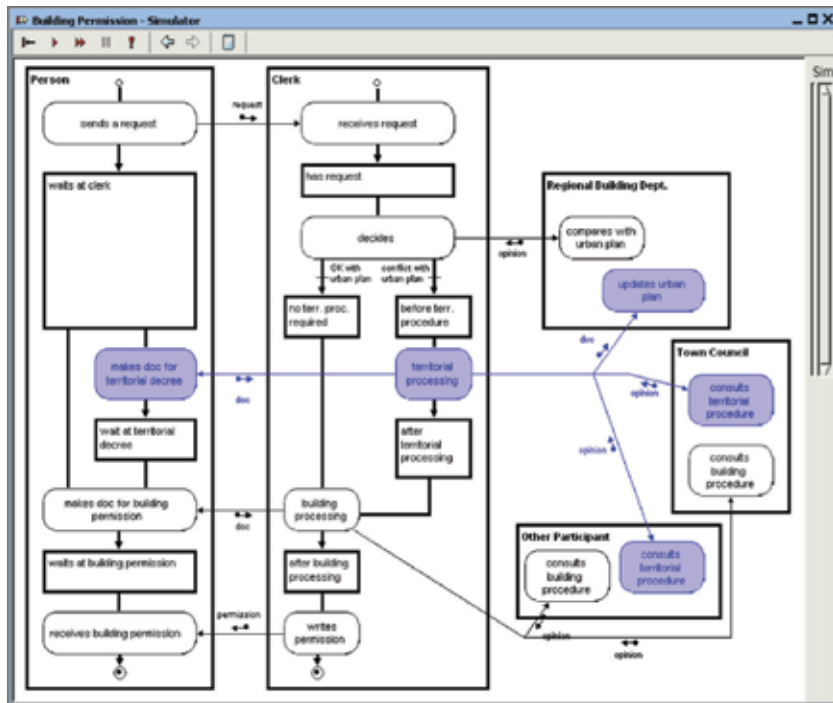 Building Permission - Simulator
Sim
Person
Clerk
sends a request
request
receives request
waits at clerk
has request
Regional Building Dept.
decides
opinion
compares with
urban plan
OK with
urban plan
conflict with
urban plan
updates urban
plan
no terr. proc.
required
before terr.
procedure
doc
Town Council
makes doc for
territorial decree
doc
territorial
processing
opinion
consults
territorial
procedure
wait at territorial
decree
after
territorial
processing
opinion
consults
building
procedure
makes doc for building
permission
doc
building
processing
Other Participant
waits at building permission
after building
processing
consults
building
procedure
consults
territorial
procedure
receives building permission
permission
writes
permission
opinion
opinion